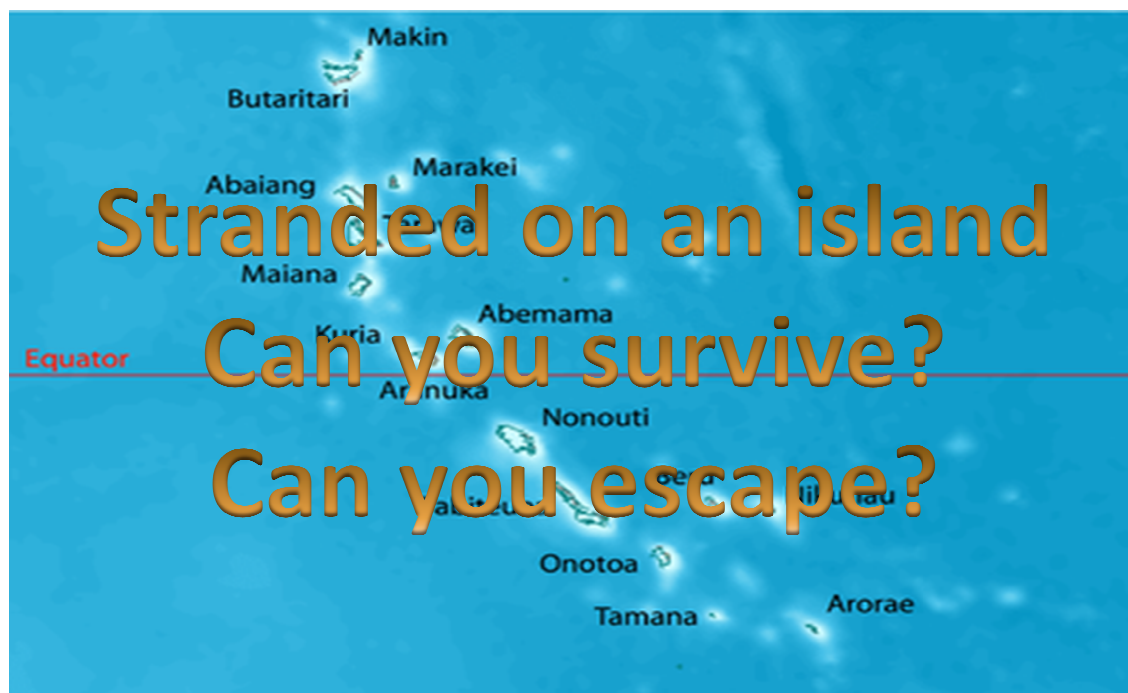 Makin
Butaritari
Marakei
Abaiang
Stranded on an island
Maiana
Abemama
Kuria
Can you survive?
Equator
Nonouti
Can you escape?
Onotoa
Arorae
Tamana